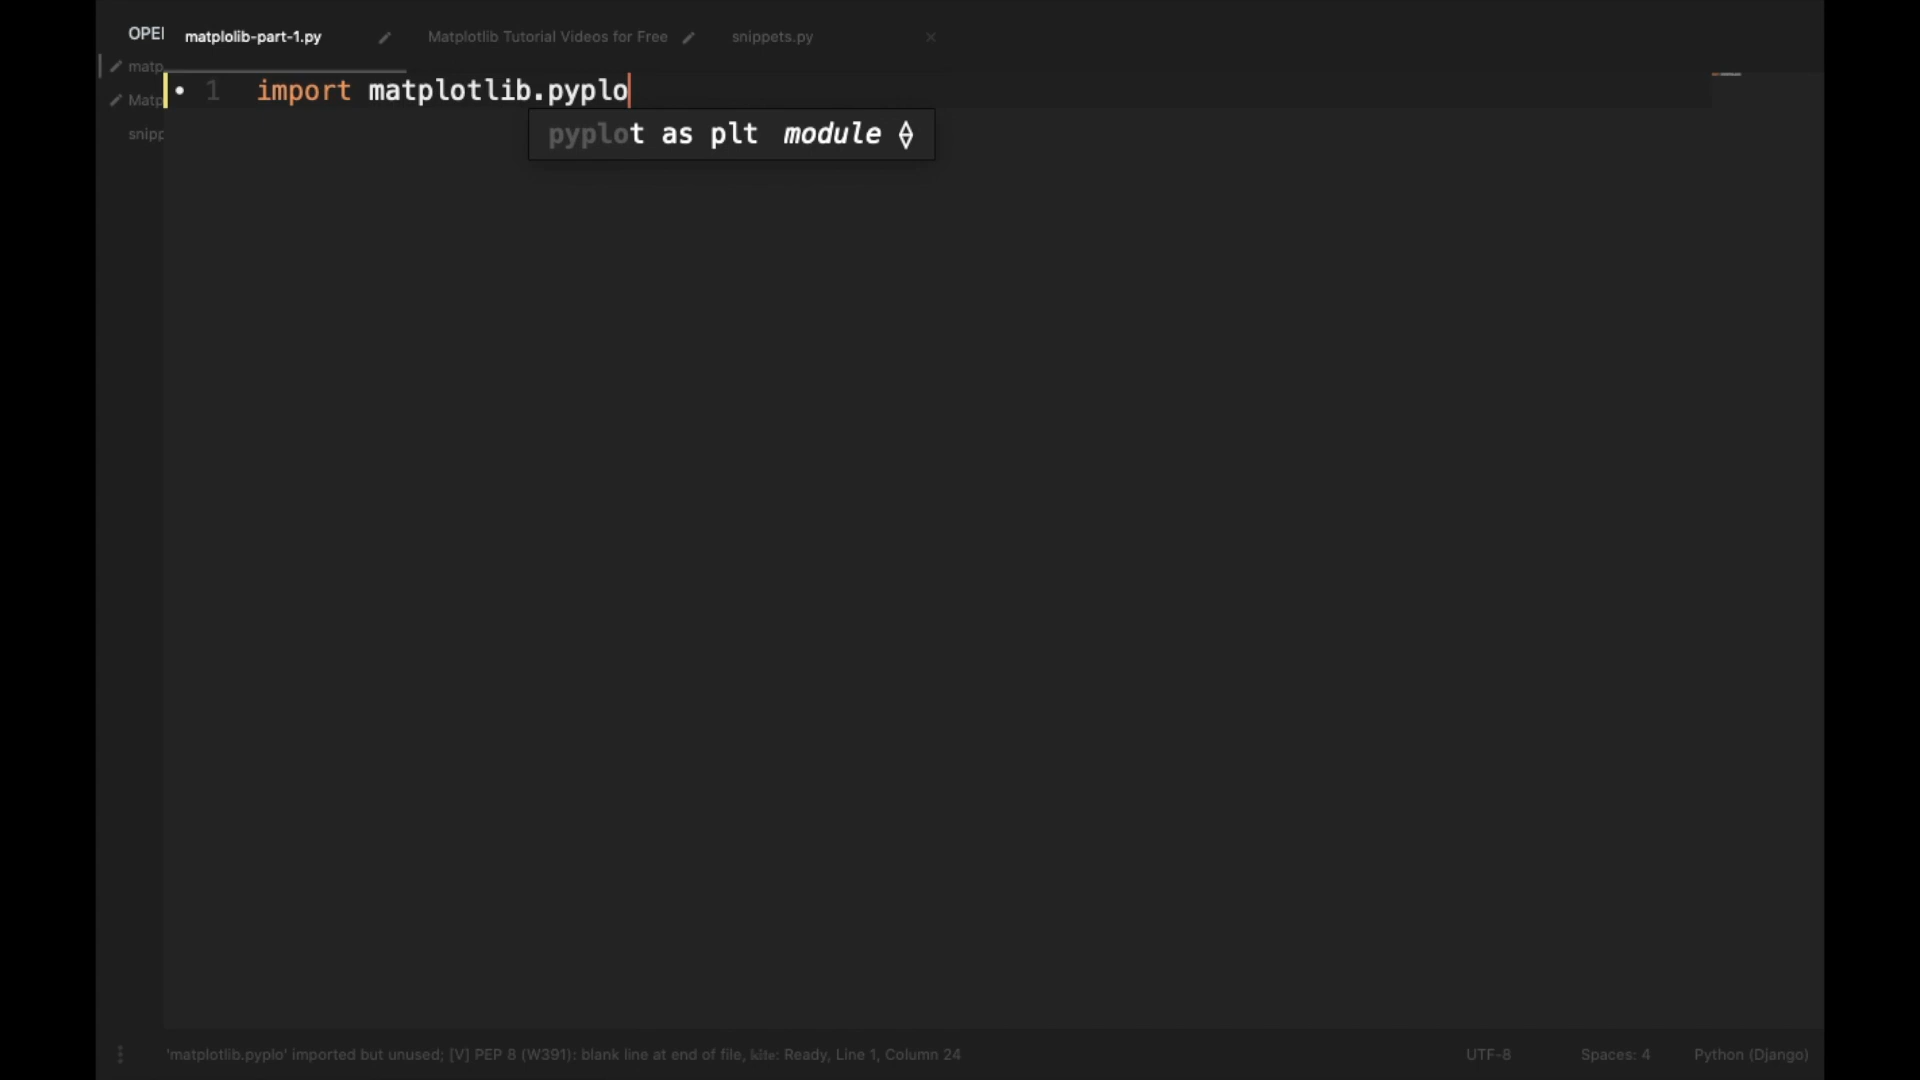 OPEI
matplolib-part-1.py
Matplotlib Tutorial Videos for Free
snippets.py
matp
Matp
snipp
1 import matplotlib.pyplo
pyplot as plt module
'matplotlib.pyplo' imported but unused; [V] PEP 8 (W391): blank line at end of file, kite: Ready, Line 1, Column 24
UTF-8
Spaces: 4
Python (Django)